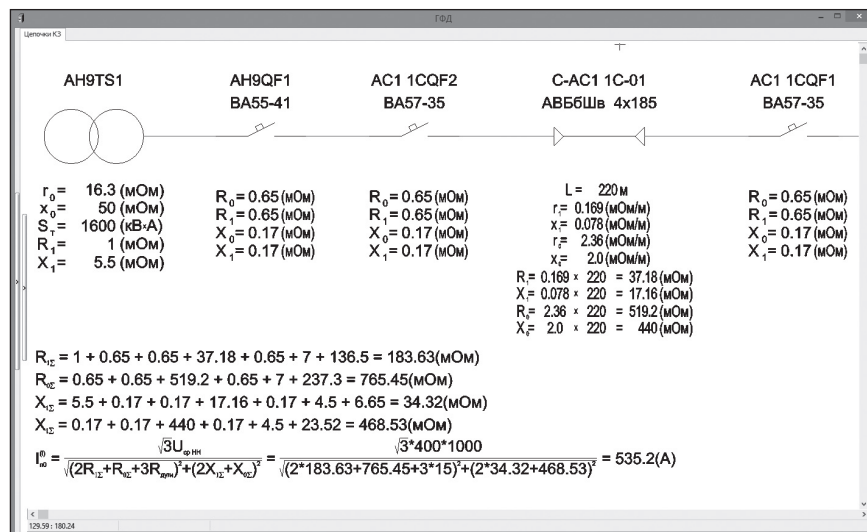 ГФД
Цепочки КЗ
AH9TS1
AH9QF1
BA55-41
AC1 1CQF2
BA57-35
C-AC1 1C-01
АВБбШв 4x185
AC1 1CQF1
BA57-35
r₀= 16.3 (мОм)
x₀= 50 (мОм)
Sт= 1600 (кВ·А)
R₁= 1 (мОм)
X₁= 5.5 (мОм)
R₀= 0.65 (мОм)
R₁= 0.65 (мОм)
X₀= 0.17 (мОм)
X₁= 0.17 (мОм)
R₀= 0.65 (мОм)
R₁= 0.65 (мОм)
X₀= 0.17 (мОм)
X₁= 0.17 (мОм)
L = 220 м
r₁= 0.169 (мОм/м)
x₁= 0.078 (мОм/м)
2.36 (мОм/м)
2.0 (мОм/м)
R₁= 0.169 × 220 = 37.18 (мОм)
X₁= 0.078 × 220 = 17.16 (мОм)
R₀= 2.36 × 220 = 519.2 (мОм)
X₀= 2.0 × 220 = 440 (мОм)
R₀= 0.65 (мОм)
R₁= 0.65 (мОм)
X₀= 0.17 (мОм)
X₁= 0.17 (мОм)
R₁Σ = 1 + 0.65 + 0.65 + 37.18 + 0.65 + 7 + 136.5 = 183.63(мОм)
R₀Σ = 0.65 + 0.65 + 519.2 + 0.65 + 7 + 237.3 = 765.45(мОм)
X₁Σ = 5.5 + 0.17 + 0.17 + 17.16 + 0.17 + 4.5 + 6.65 = 34.32(мОм)
X₁Σ = 0.17 + 0.17 + 440 + 0.17 + 4.5 + 23.52 = 468.53(мОм)
I⁽¹⁾п0 = √3Uср НН / √(2R₁Σ+R₀Σ+3Rдуги)²+(2X₁Σ+X₀Σ)² = √3*400*1000 / √(2*183.63+765.45+3*15)²+(2*34.32+468.53)² = 535.2(А)
129.59 : 180.24